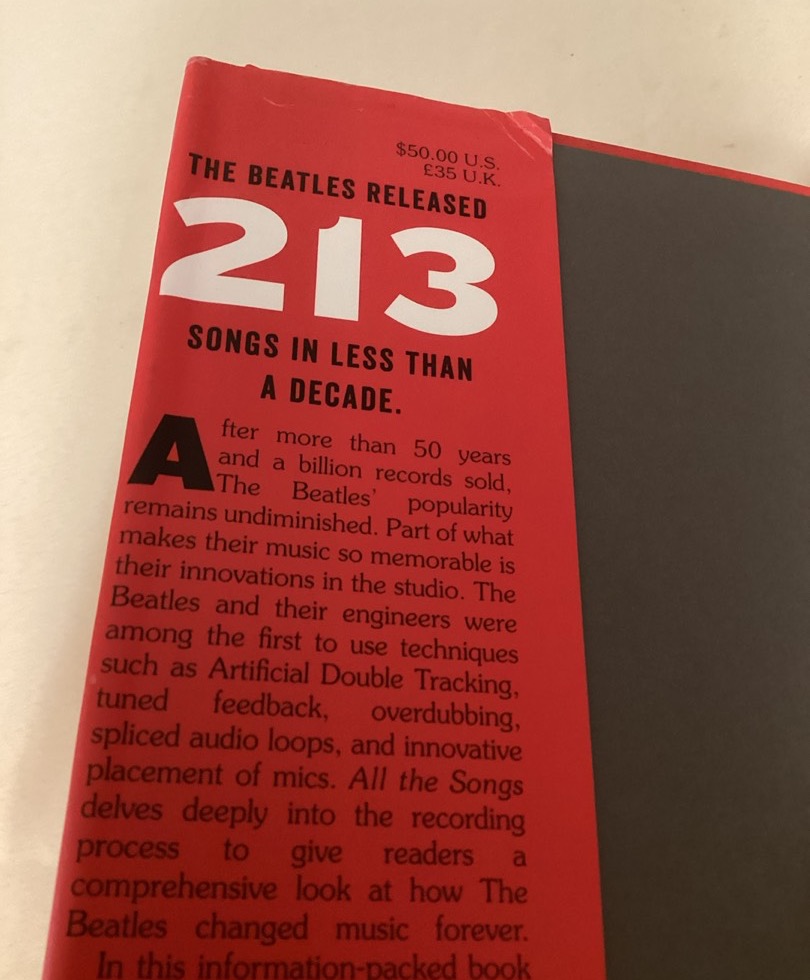 $50.00 U.S.
£35 U.K.
THE BEATLES RELEASED
213
SONGS IN LESS THAN
A DECADE.
After more than 50 years
and a billion records sold,
The Beatles' popularity
remains undiminished. Part of what
makes their music so memorable is
their innovations in the studio. The
Beatles and their engineers were
among the first to use techniques
such as Artificial Double Tracking,
tuned feedback, overdubbing,
spliced audio loops, and innovative
placement of mics. All the Songs
delves deeply into the recording
process to give readers a
comprehensive look at how The
Beatles changed music forever.
In this information-packed book